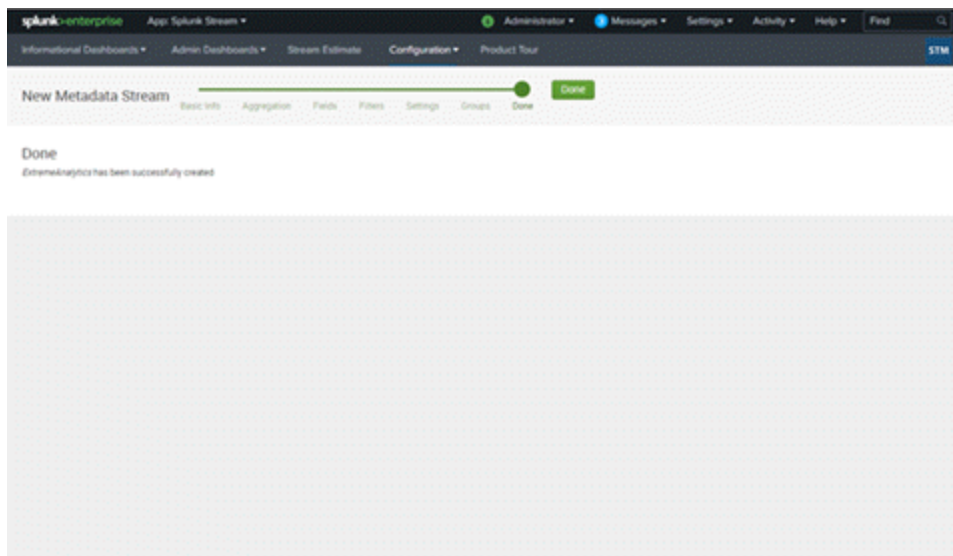 splunk>enterprise App: Splunk Stream Administrator Messages Settings Activity Help Find
Informational Dashboards Admin Dashboards Stream Estimate Configuration Product Tour STM
New Metadata Stream Done
Basic Info Aggregation Fields Filters Settings Groups Done
Done
ExtremeAnalytics has been successfully created